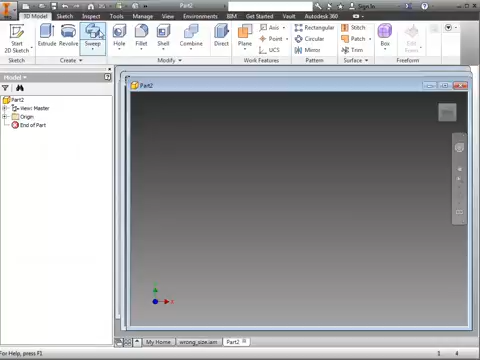 Part2
Sign In
3D Model Sketch Inspect Tools Manage View Environments BIM Get Started Vault Autodesk 360
Start
2D Sketch
Extrude Revolve Sweep
Hole Fillet Shell Combine
Direct
Plane
Axis
Point
UCS
Rectangular
Circular
Mirror
Stitch
Patch
Trim
Sketch Create Modify Work Features Pattern Surface Freeform
Model
Part2
View: Master
Origin
End of Part
Part2
X
My Home wrong_size.iam Part2
For Help, press F1
1 4